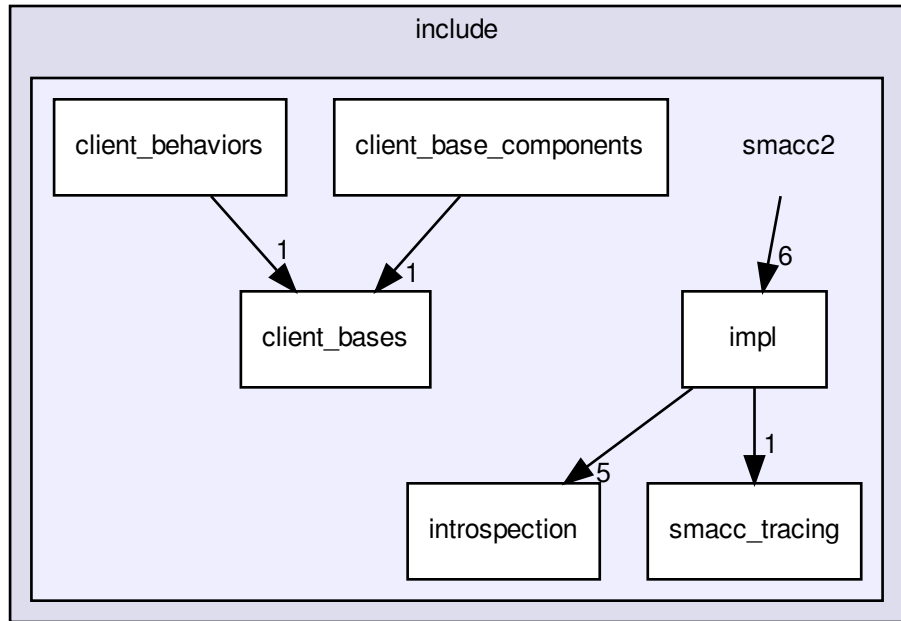 include
client_behaviors
client_base_components
smacc2
1
1
6
client_bases
impl
5
1
introspection
smacc_tracing